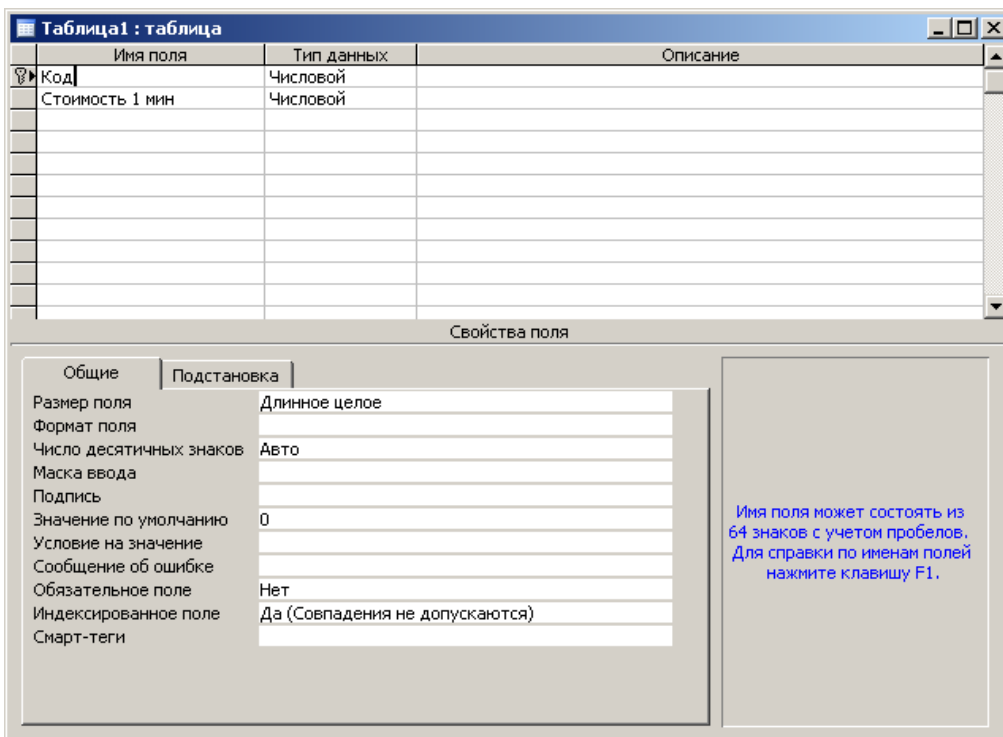 Таблица1 : таблица
Имя поля Тип данных Описание
Код Числовой
Стоимость 1 мин Числовой
Свойства поля
Общие Подстановка
Размер поля Длинное целое
Формат поля
Число десятичных знаков Авто
Маска ввода
Подпись
Значение по умолчанию 0
Условие на значение
Сообщение об ошибке
Обязательное поле Нет
Индексированное поле Да (Совпадения не допускаются)
Смарт-теги
Имя поля может состоять из
64 знаков с учетом пробелов.
Для справки по именам полей
нажмите клавишу F1.